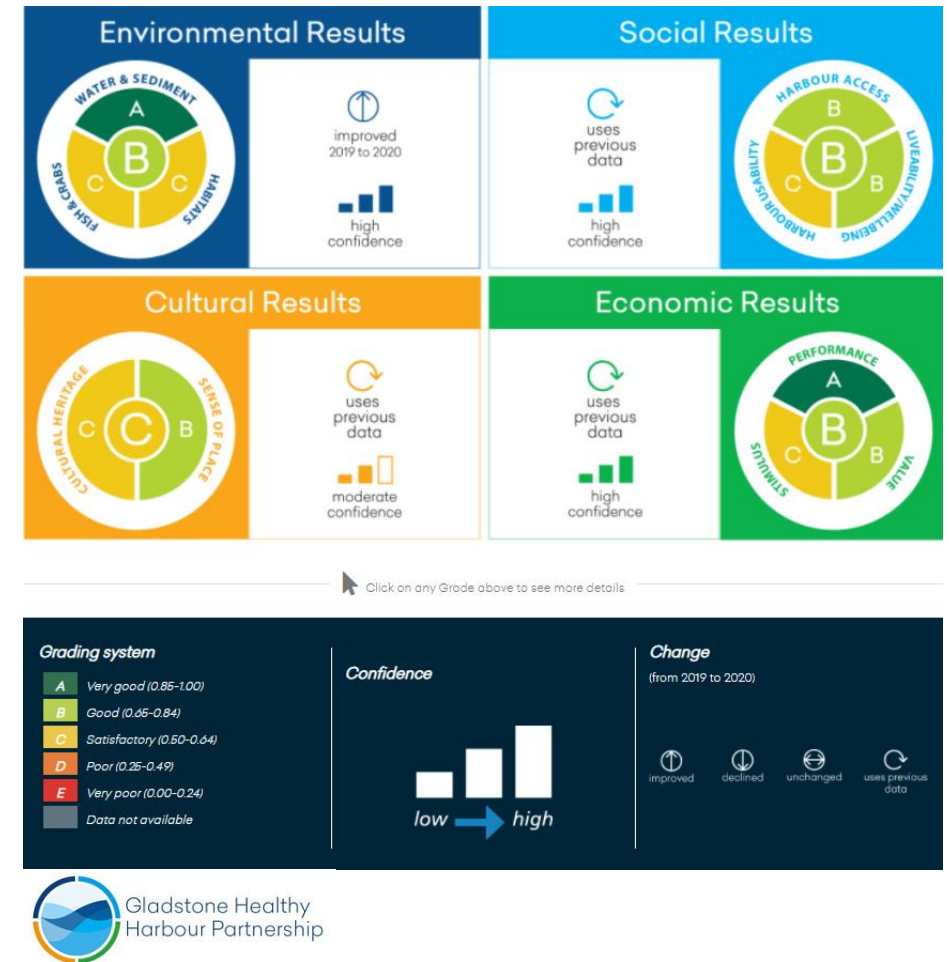 Environmental Results
WATER & SEDIMENT
A
B
C
C
FISH & CRABS
HABITATS
improved
2019 to 2020
high
confidence
Social Results
uses
previous
data
high
confidence
HARBOUR ACCESS
B
B
C
B
HARBOUR USABILITY
LIVEABILITY/WELLBEING
Cultural Results
CULTURAL HERITAGE
SENSE OF PLACE
C
C
B
uses
previous
data
moderate
confidence
Economic Results
uses
previous
data
high
confidence
PERFORMANCE
A
B
C
B
STIMULUS
VALUE
Click on any Grade above to see more details
Grading system
A Very good (0.85-1.00)
B Good (0.65-0.84)
C Satisfactory (0.50-0.64)
D Poor (0.25-0.49)
E Very poor (0.00-0.24)
Data not available
Confidence
low high
Change
(from 2019 to 2020)
improved
declined
unchanged
uses previous
data
Gladstone Healthy
Harbour Partnership